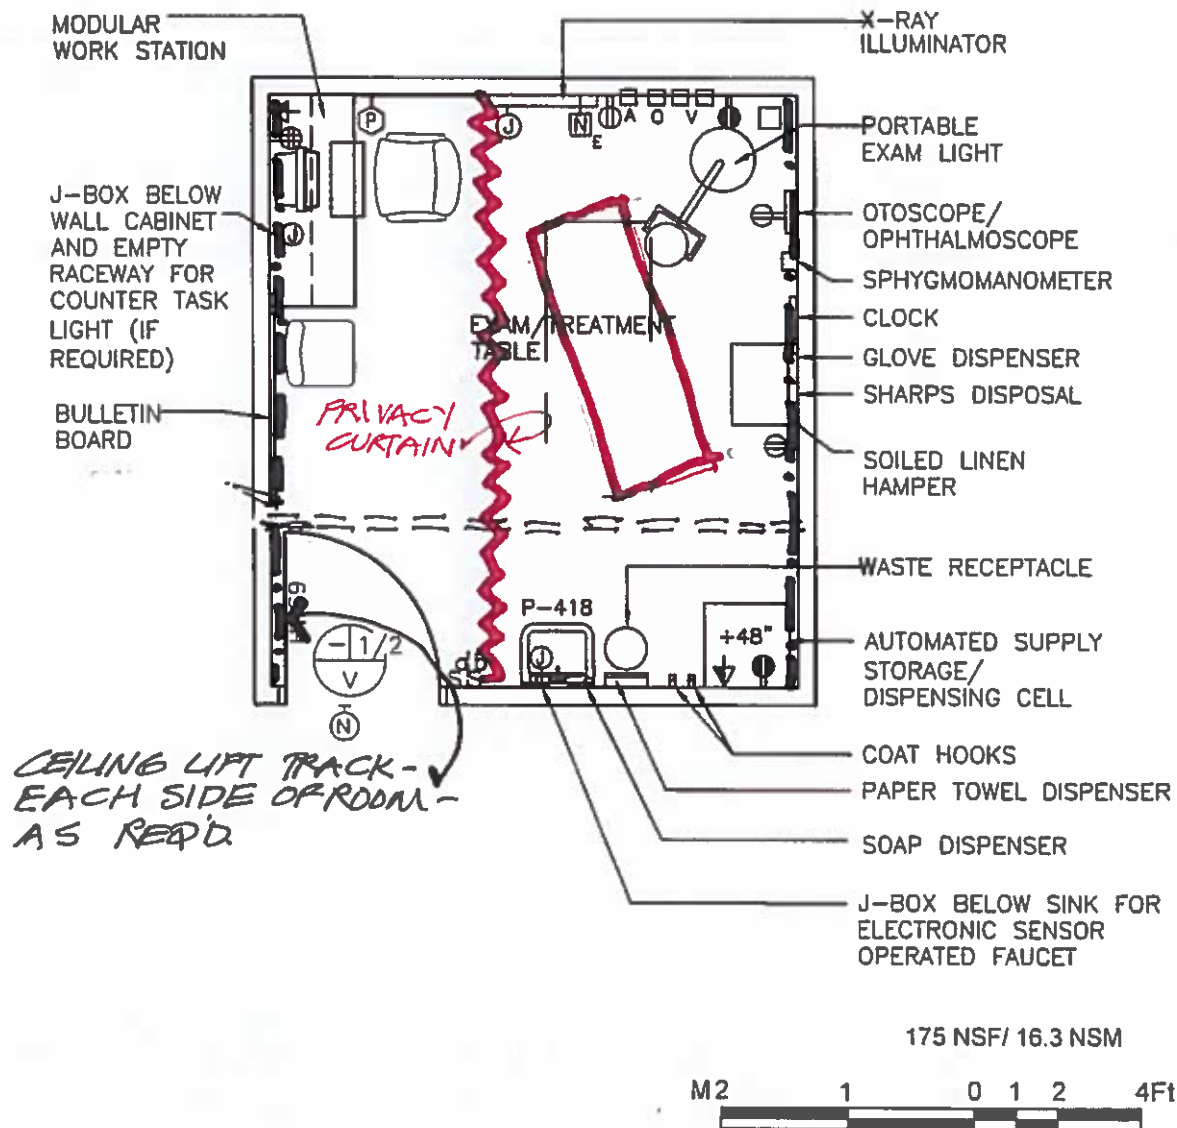 MODULAR
WORK STATION
X-RAY
ILLUMINATOR
P
J
N
E
A O V
PORTABLE
EXAM LIGHT
J-BOX BELOW
WALL CABINET
AND EMPTY
RACEWAY FOR
COUNTER TASK
LIGHT (IF
REQUIRED)
J
OTOSCOPE/
OPHTHALMOSCOPE
SPHYGMOMANOMETER
CLOCK
EXAM/TREATMENT
TABLE
GLOVE DISPENSER
SHARPS DISPOSAL
BULLETIN
BOARD
PRIVACY
CURTAIN
SOILED LINEN
HAMPER
WASTE RECEPTACLE
P-418
J
+48"
-1/2
V
N
db
SS
AUTOMATED SUPPLY
STORAGE/
DISPENSING CELL
CEILING LIFT TRACK-
EACH SIDE OF ROOM-
AS REQ'D.
COAT HOOKS
PAPER TOWEL DISPENSER
SOAP DISPENSER
J-BOX BELOW SINK FOR
ELECTRONIC SENSOR
OPERATED FAUCET
175 NSF/ 16.3 NSM
M2 1 0 1 2 4Ft